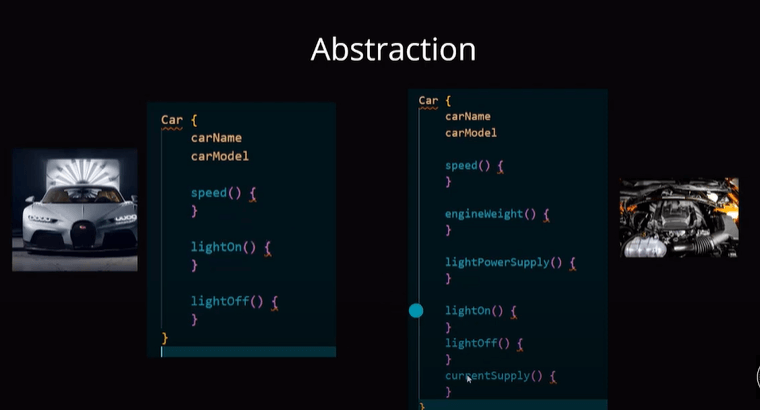 Abstraction
Car {
carName
carModel
speed() {
}
lightOn() {
}
lightOff() {
}
}
Car {
carName
carModel
speed() {
}
engineWeight() {
}
lightPowerSupply() {
}
lightOn() {
}
lightOff() {
}
currentSupply() {
}
}